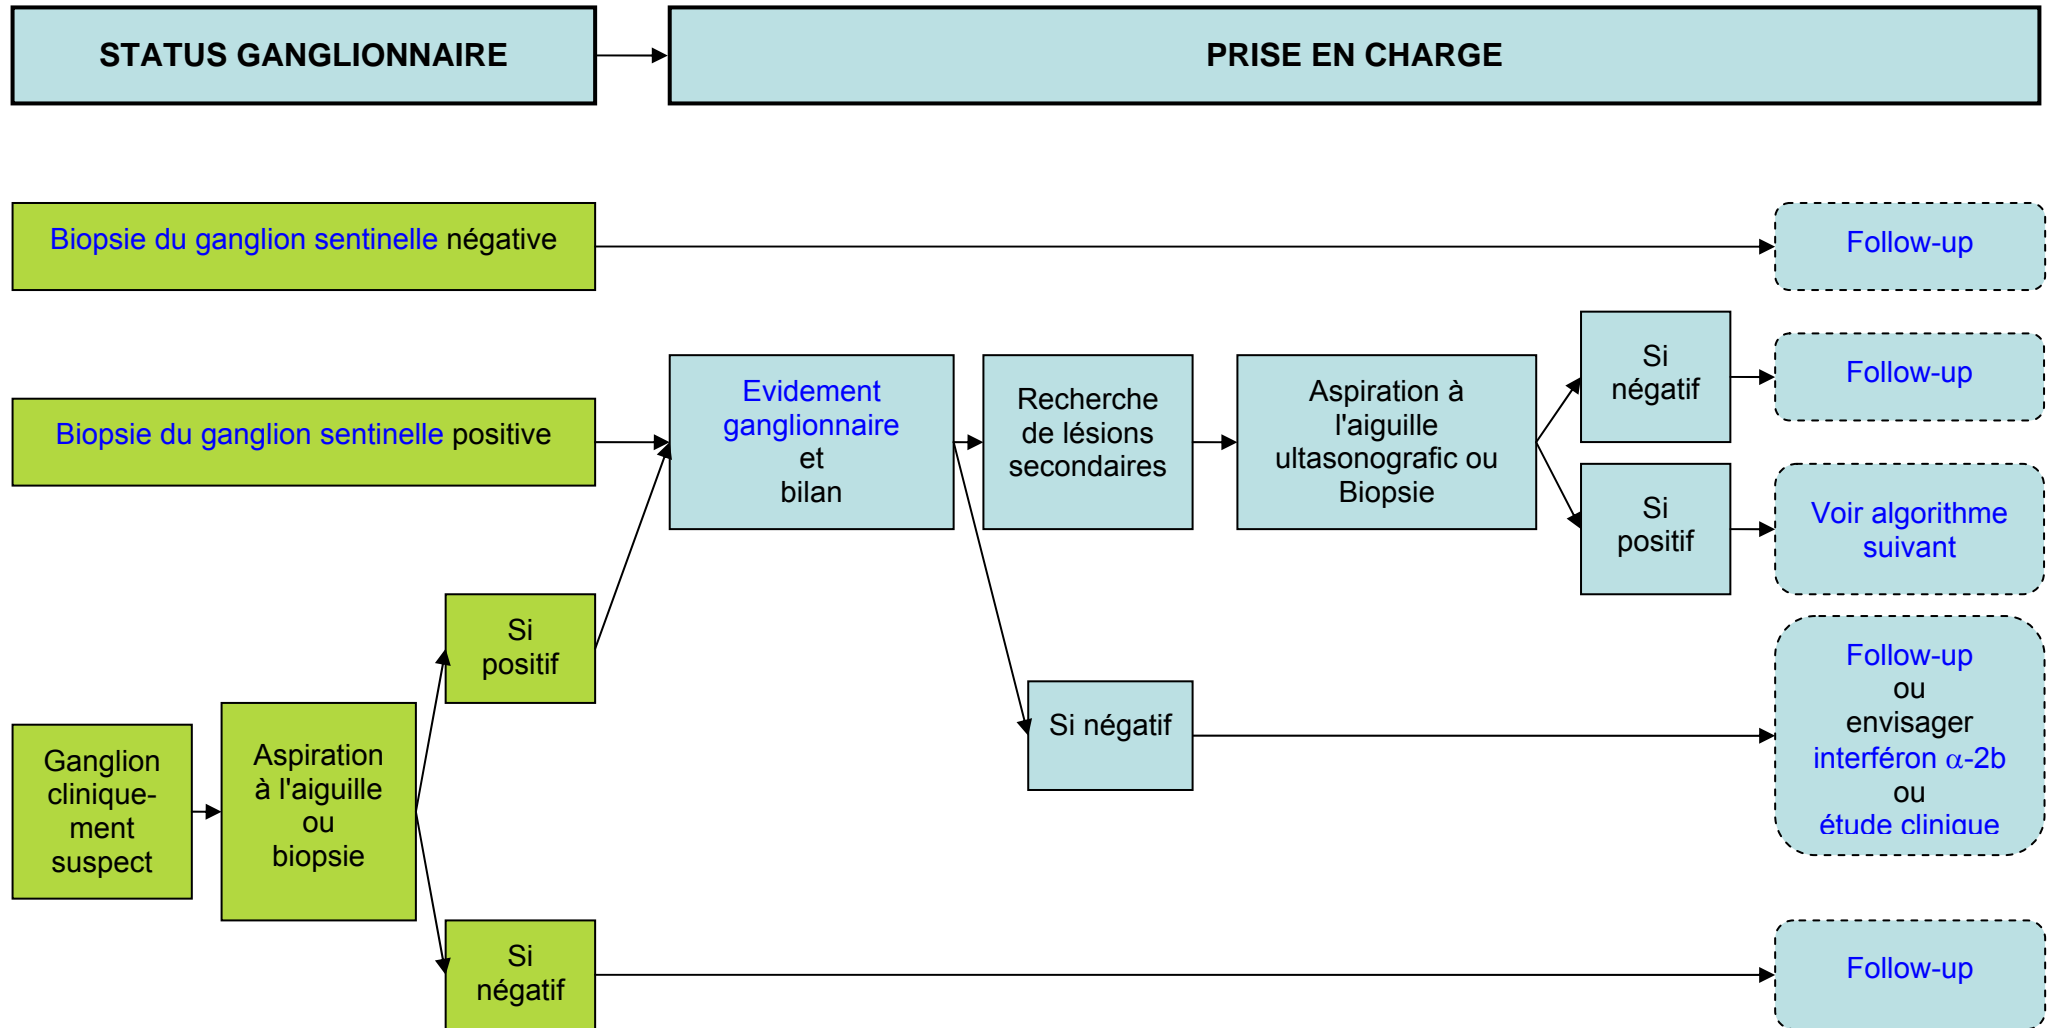 STATUS GANGLIONNAIRE
PRISE EN CHARGE
Biopsie du ganglion sentinelle négative
Follow-up
Biopsie du ganglion sentinelle positive
Evidement
ganglionnaire
et
bilan
Recherche
de lésions
secondaires
Aspiration à
l'aiguille
ultasonografic ou
Biopsie
Si
négatif
Follow-up
Si
positif
Voir algorithme
suivant
Ganglion
clinique-
ment
suspect
Aspiration
à l'aiguille
ou
biopsie
Si
positif
Si négatif
Follow-up
ou
envisager
interféron α-2b
ou
étude clinique
Si
négatif
Follow-up